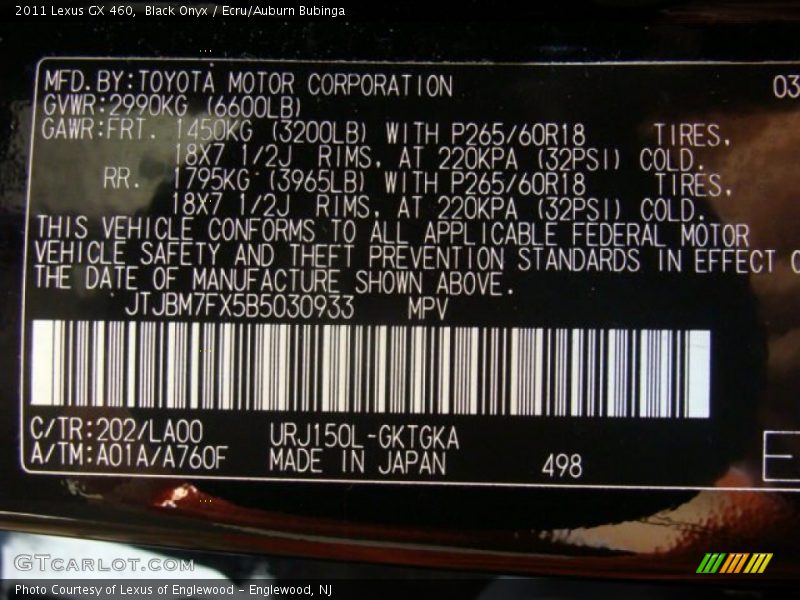 2011 Lexus GX 460, Black Onyx / Ecru/Auburn Bubinga
MFD.BY:TOYOTA MOTOR CORPORATION 03
GVWR:2990KG (6600LB)
GAWR:FRT. 1450KG (3200LB) WITH P265/60R18 TIRES,
18X7 1/2J RIMS, AT 220KPA (32PSI) COLD.
RR. 1795KG (3965LB) WITH P265/60R18 TIRES,
18X7 1/2J RIMS, AT 220KPA (32PSI) COLD.
THIS VEHICLE CONFORMS TO ALL APPLICABLE FEDERAL MOTOR
VEHICLE SAFETY AND THEFT PREVENTION STANDARDS IN EFFECT O
THE DATE OF MANUFACTURE SHOWN ABOVE.
JTJBM7FX5B5030933 MPV
C/TR:202/LA00 URJ150L-GKTGKA
A/TM:A01A/A760F MADE IN JAPAN 498
GTCARLOT.COM
Photo Courtesy of Lexus of Englewood - Englewood, NJ